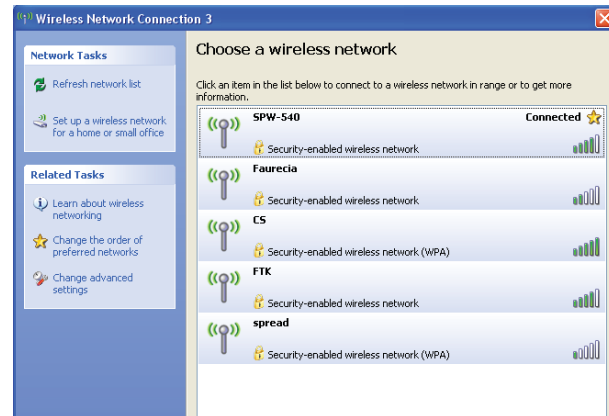 Wireless Network Connection 3
Network Tasks
Refresh network list
Set up a wireless network
for a home or small office
Related Tasks
Learn about wireless
networking
Change the order of
preferred networks
Change advanced
settings
Choose a wireless network
Click an item in the list below to connect to a wireless network in range or to get more
information.
SPW-540 Connected
Security-enabled wireless network
Faurecia
Security-enabled wireless network
CS
Security-enabled wireless network (WPA)
FTK
Security-enabled wireless network
spread
Security-enabled wireless network (WPA)